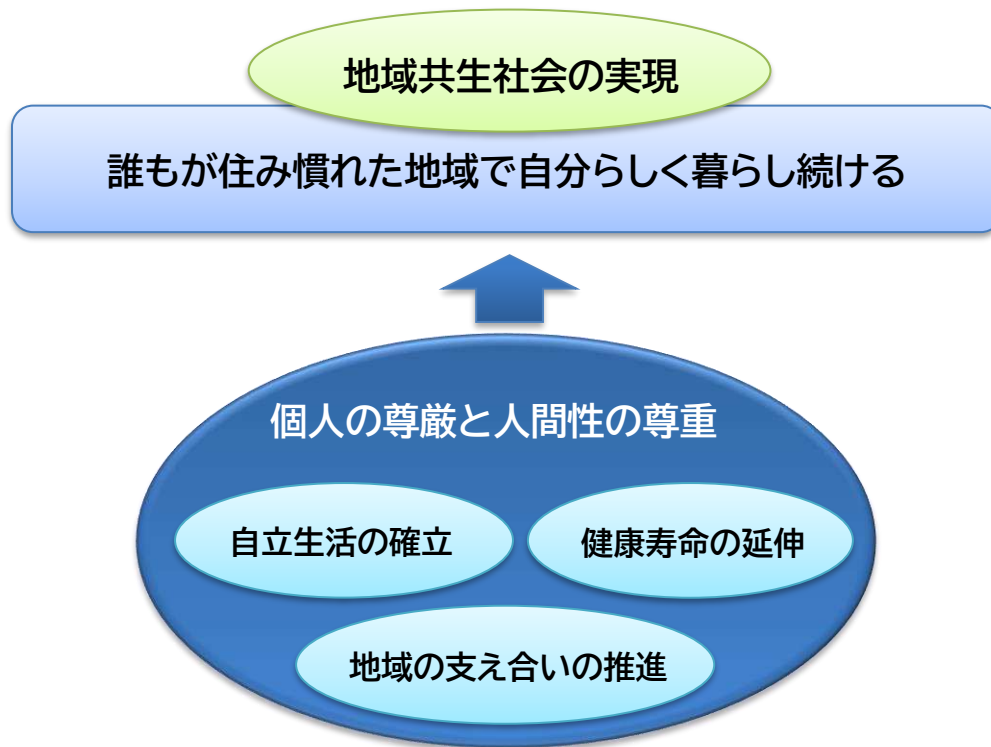 地域共生社会の実現
誰もが住み慣れた地域で自分らしく暮らし続ける
個人の尊厳と人間性の尊重
自立生活の確立
健康寿命の延伸
地域の支え合いの推進